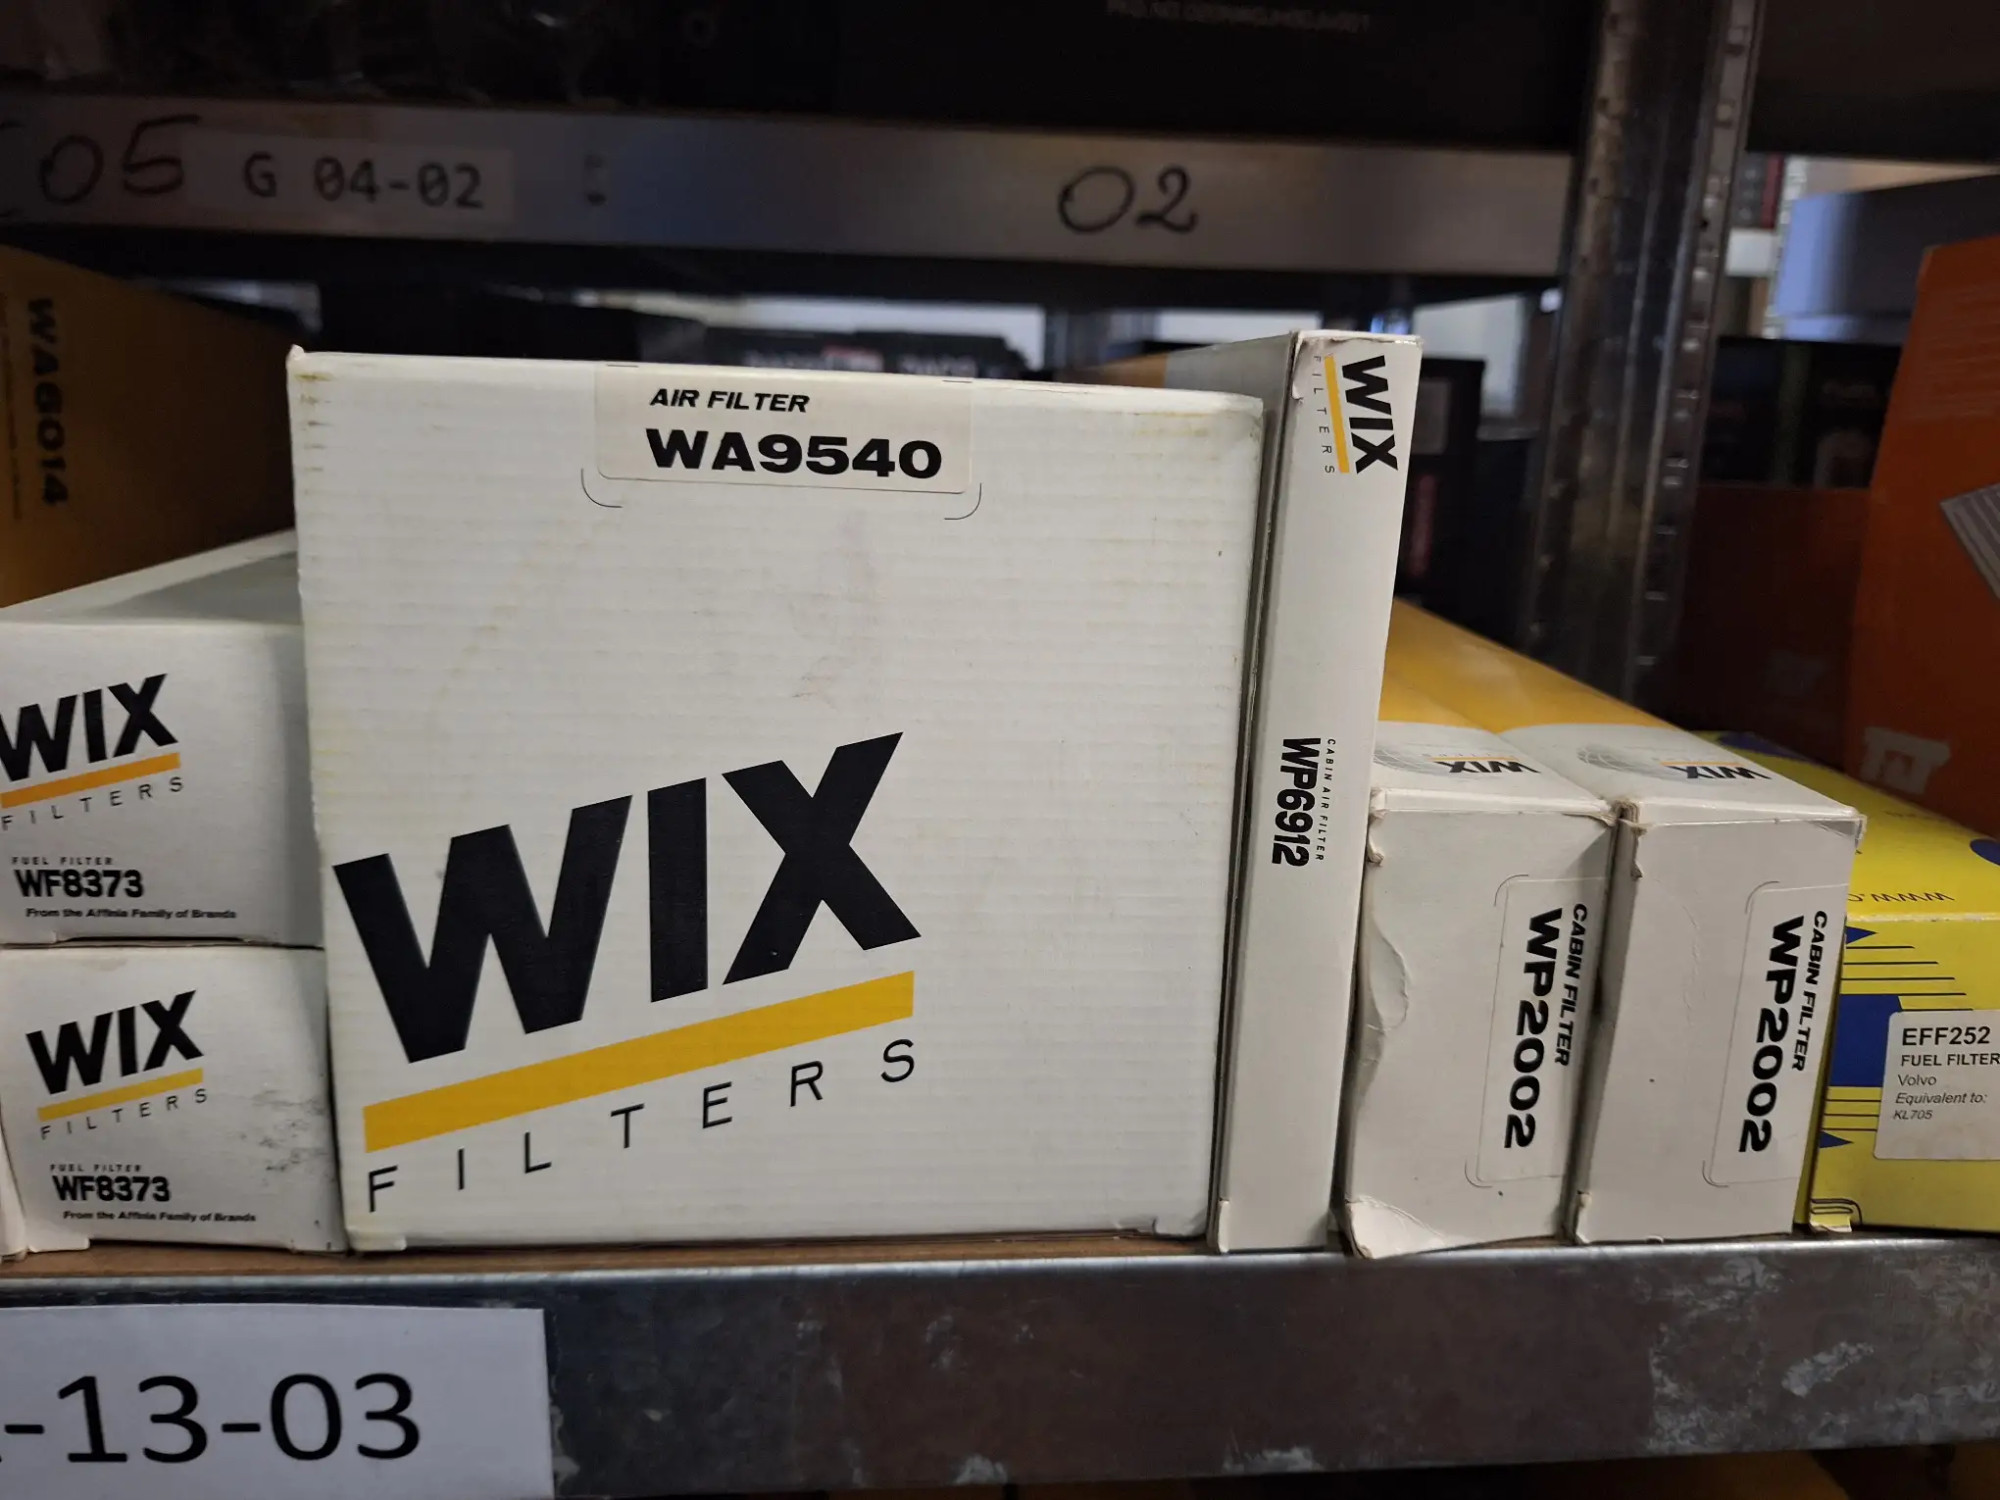 05
G 04-02
02
WA6014
WIX
FILTERS
FUEL FILTER
WF8373
From the Affinia Family of Brands
WIX
FILTERS
FUEL FILTER
WF8373
From the Affinia Family of Brands
AIR FILTER
WA9540
WIX
FILTERS
WIX
FILTERS
CABIN AIR FILTER
WP6912
WIX
CABIN FILTER
WP2002
WIX
CABIN FILTER
WP2002
EFF252
FUEL FILTER
Volvo
Equivalent to:
KL705
-13-03